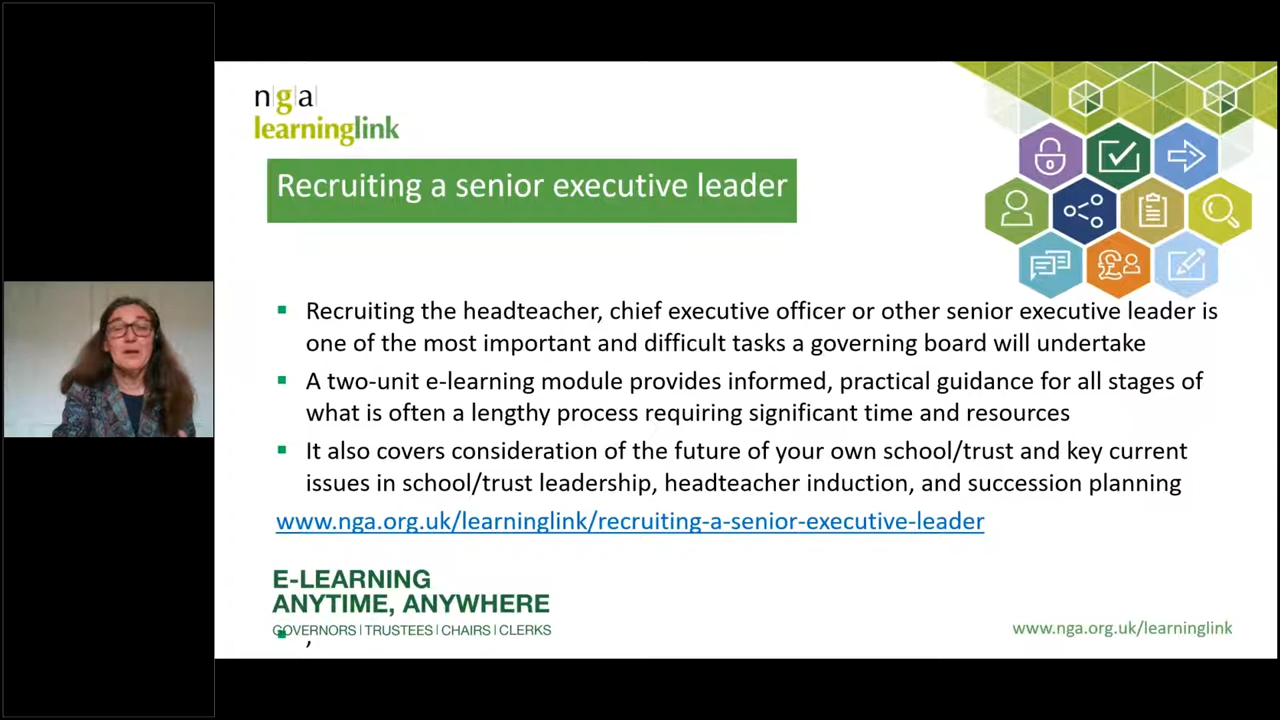 n|g|a
learninglink
Recruiting a senior executive leader
▪ Recruiting the headteacher, chief executive officer or other senior executive leader is
one of the most important and difficult tasks a governing board will undertake
▪ A two-unit e-learning module provides informed, practical guidance for all stages of
what is often a lengthy process requiring significant time and resources
▪ It also covers consideration of the future of your own school/trust and key current
issues in school/trust leadership, headteacher induction, and succession planning
www.nga.org.uk/learninglink/recruiting-a-senior-executive-leader
E-LEARNING
ANYTIME, ANYWHERE
GOVERNORS | TRUSTEES | CHAIRS | CLERKS
▪ ,
www.nga.org.uk/learninglink